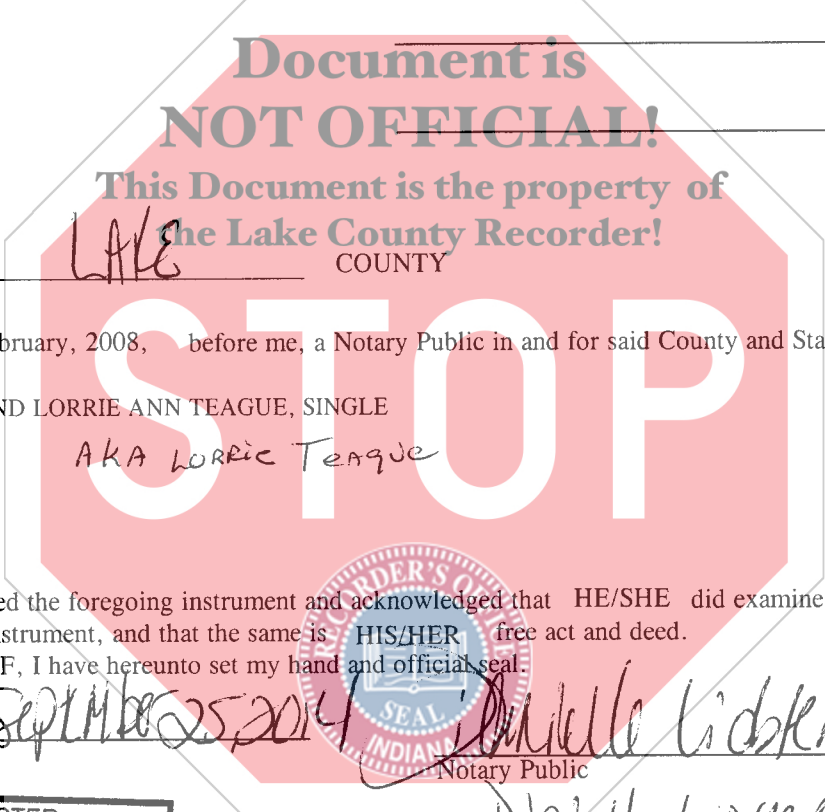 Document is
NOT OFFICIAL!
This Document is the property of
the Lake County Recorder!
LAKE COUNTY
bruary, 2008, before me, a Notary Public in and for said County and Sta
ND LORRIE ANN TEAGUE, SINGLE
AKA LORRIE TEAGUE
STOP
ed the foregoing instrument and acknowledged that HE/SHE did examine
strument, and that the same is HIS/HER free act and deed.
F, I have hereunto set my hand and official seal.
RECORDER'S OF
September 25, 2014 Danielle
SEAL
INDIANA
Notary Public